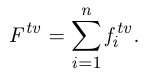 $F^{tv} = \sum_{i=1}^{n} f_i^{tv}.$